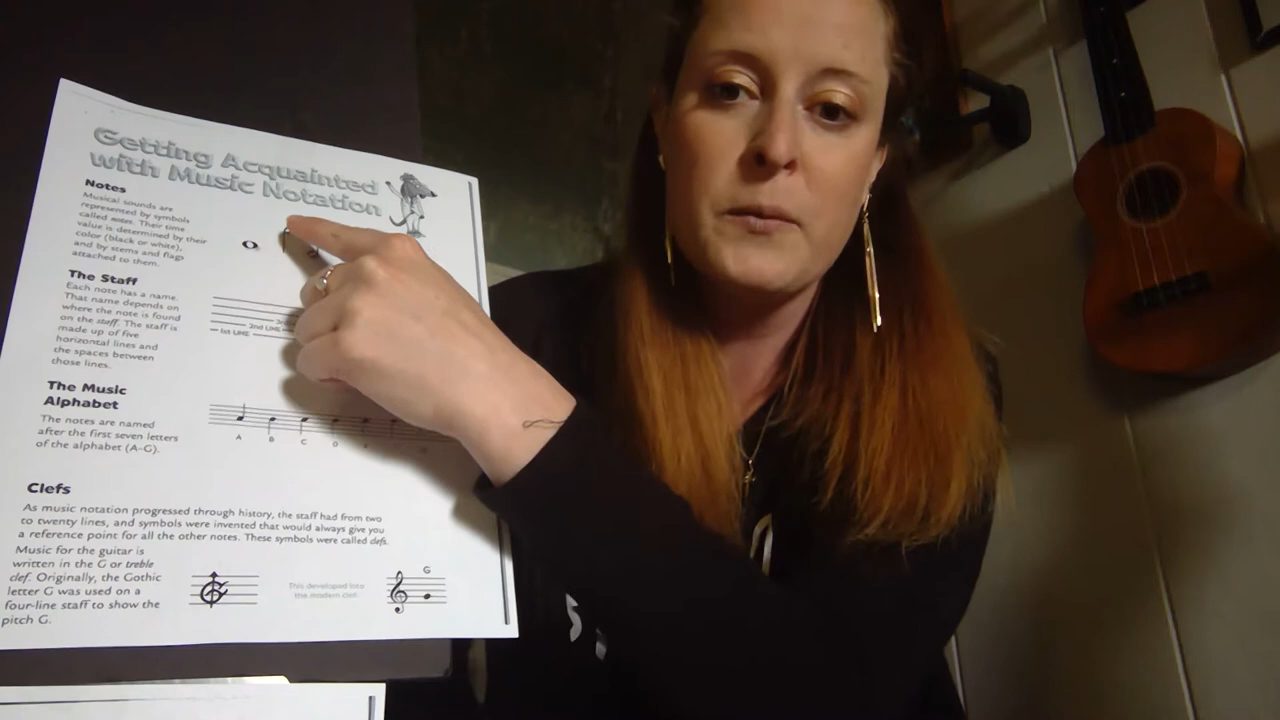 Getting Acquainted
with Music Notation
Notes
Musical sounds are
represented by symbols
called notes. Their time
value is determined by their
color (black or white),
and by stems and flags
attached to them.
The Staff
Each note has a name.
That name depends on
where the note is found
on the staff. The staff is
made up of five
horizontal lines and
the spaces between
those lines.
2nd LINE
1st LINE
The Music
Alphabet
The notes are named
after the first seven letters
of the alphabet (A-G).
A B C D
Clefs
As music notation progressed through history, the staff had from two
to twenty lines, and symbols were invented that would always give you
a reference point for all the other notes. These symbols were called clefs.
Music for the guitar is
written in the G or treble
clef. Originally, the Gothic
letter G was used on a
four-line staff to show the
pitch G.
This developed into
the modern clef:
G